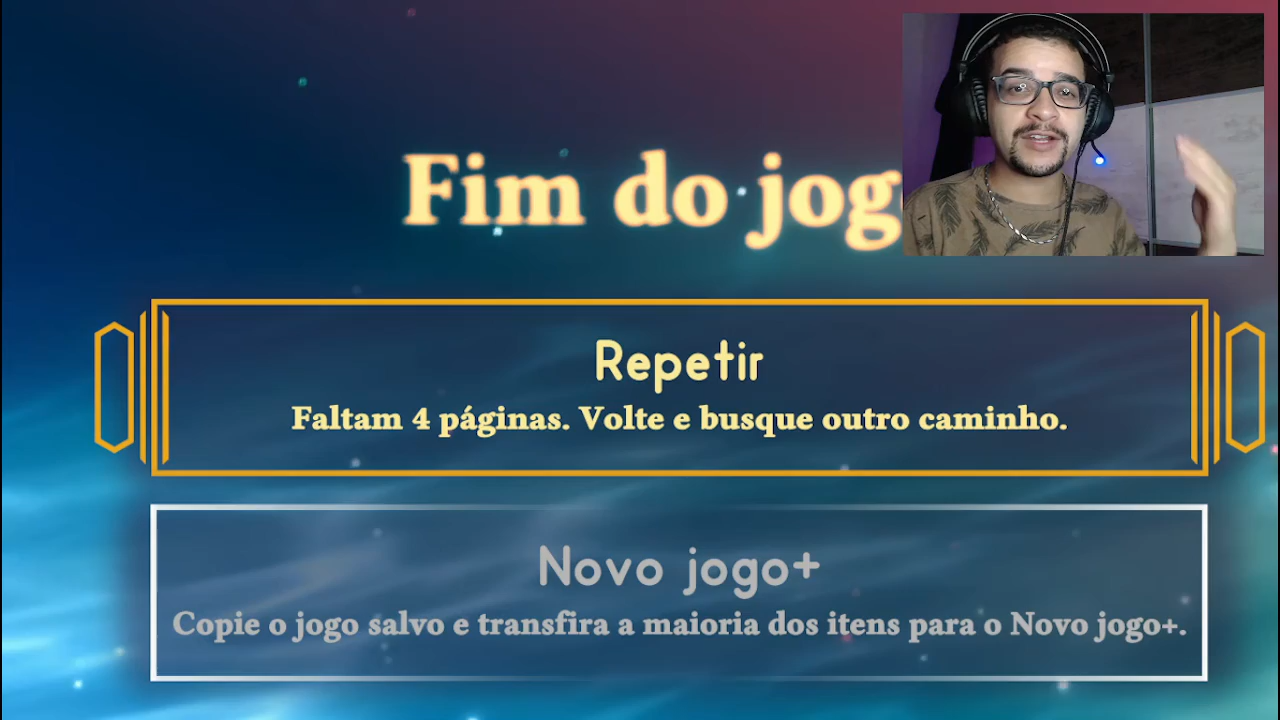 Fim do jog
Repetir
Faltam 4 páginas. Volte e busque outro caminho.
Novo jogo+
Copie o jogo salvo e transfira a maioria dos itens para o Novo jogo+.